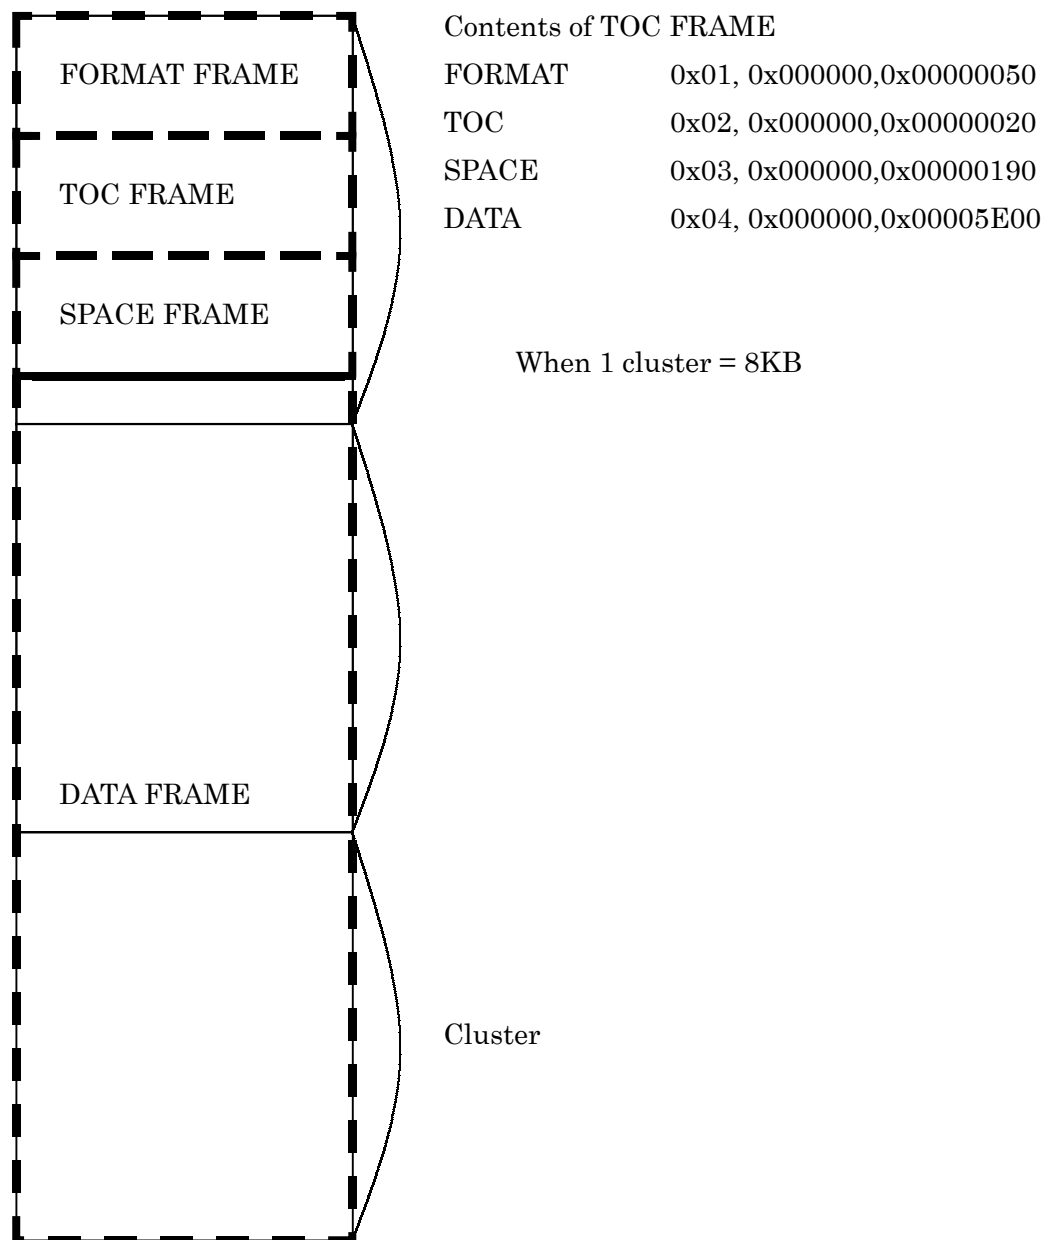 Contents of TOC FRAME
FORMAT FRAME
FORMAT 0x01, 0x000000,0x00000050
TOC 0x02, 0x000000,0x00000020
SPACE 0x03, 0x000000,0x00000190
TOC FRAME
DATA 0x04, 0x000000,0x00005E00
SPACE FRAME
When 1 cluster = 8KB
DATA FRAME
Cluster